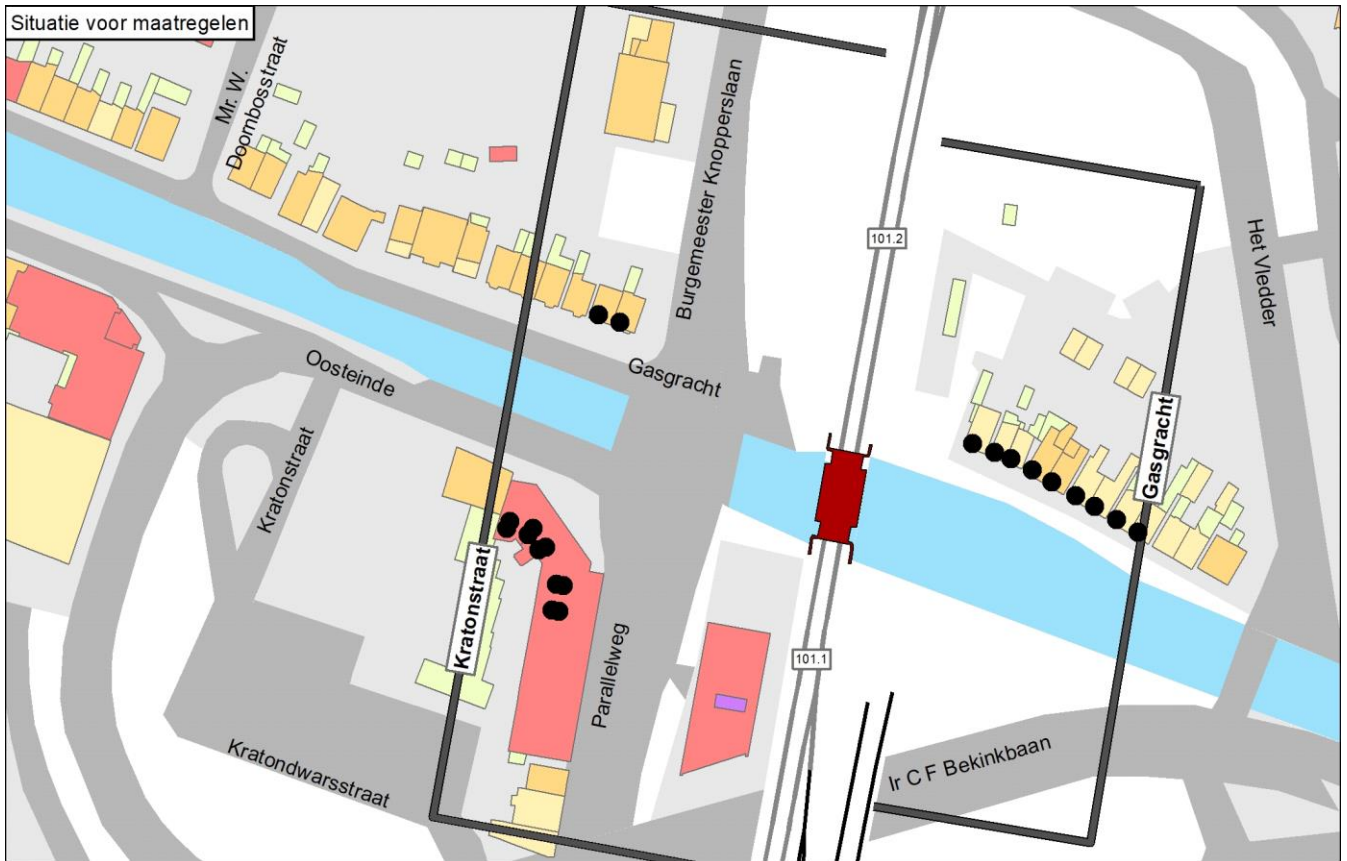 Situatie voor maatregelen
Mr. W.
Doornbosstraat
Burgemeester Knopperslaan
101.2
Het Vledder
Oosteinde
Gasgracht
Gasgracht
Kratonstraat
Kratonstraat
Parallelweg
101.1
Kratondwarsstraat
Ir C F Bekinkbaan